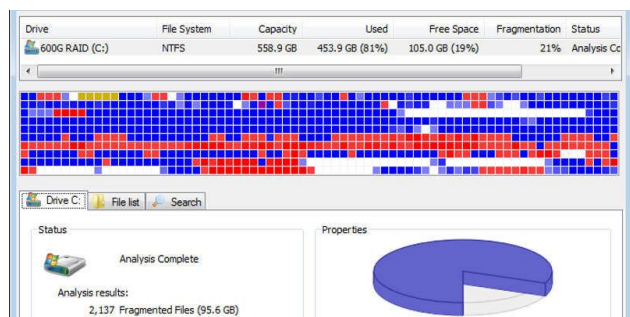 Drive File System Capacity Used Free Space Fragmentation Status
600G RAID (C:) NTFS 558.9 GB 453.9 GB (81%) 105.0 GB (19%) 21% Analysis Co
Drive C: File list Search
Status Properties
Analysis Complete
Analysis results:
2,137 Fragmented Files (95.6 GB)